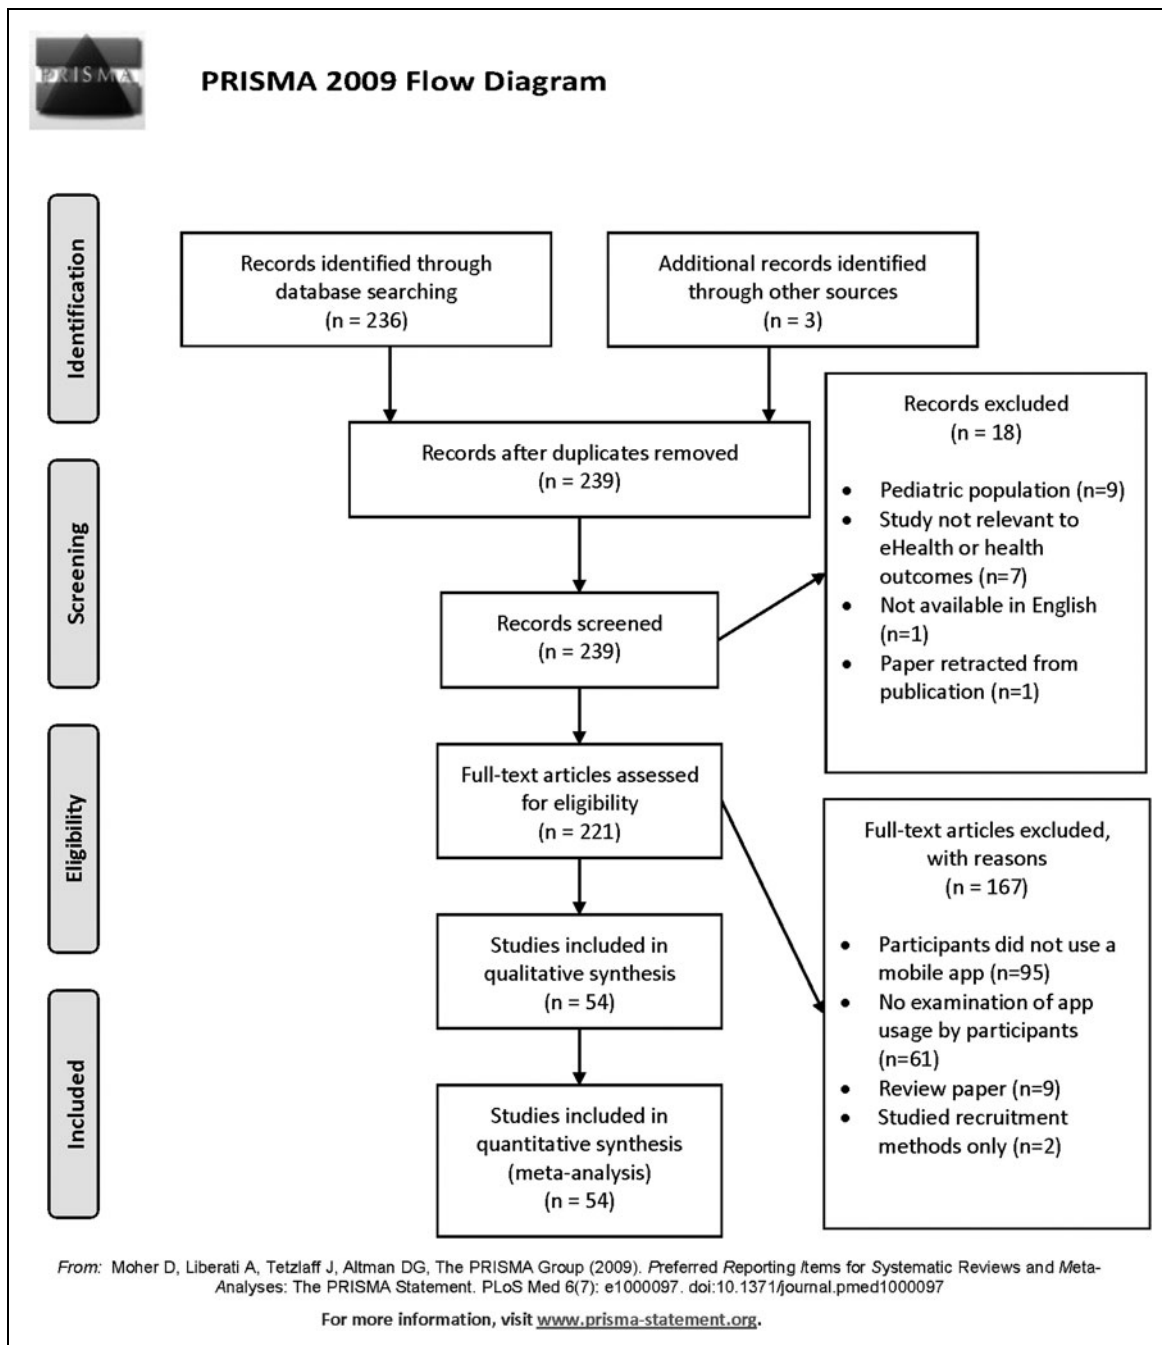 PRISMA
PRISMA 2009 Flow Diagram
Identification
Records identified through
database searching
(n = 236)
Additional records identified
through other sources
(n = 3)
Records after duplicates removed
(n = 239)
Records excluded
(n = 18)
• Pediatric population (n=9)
• Study not relevant to
eHealth or health
outcomes (n=7)
• Not available in English
(n=1)
• Paper retracted from
publication (n=1)
Screening
Records screened
(n = 239)
Eligibility
Full-text articles assessed
for eligibility
(n = 221)
Full-text articles excluded,
with reasons
(n = 167)
• Participants did not use a
mobile app (n=95)
• No examination of app
usage by participants
(n=61)
• Review paper (n=9)
• Studied recruitment
methods only (n=2)
Studies included in
qualitative synthesis
(n = 54)
Included
Studies included in
quantitative synthesis
(meta-analysis)
(n = 54)
From: Moher D, Liberati A, Tetzlaff J, Altman DG, The PRISMA Group (2009). Preferred Reporting Items for Systematic Reviews and Meta-
Analyses: The PRISMA Statement. PLoS Med 6(7): e1000097. doi:10.1371/journal.pmed1000097
For more information, visit www.prisma-statement.org.